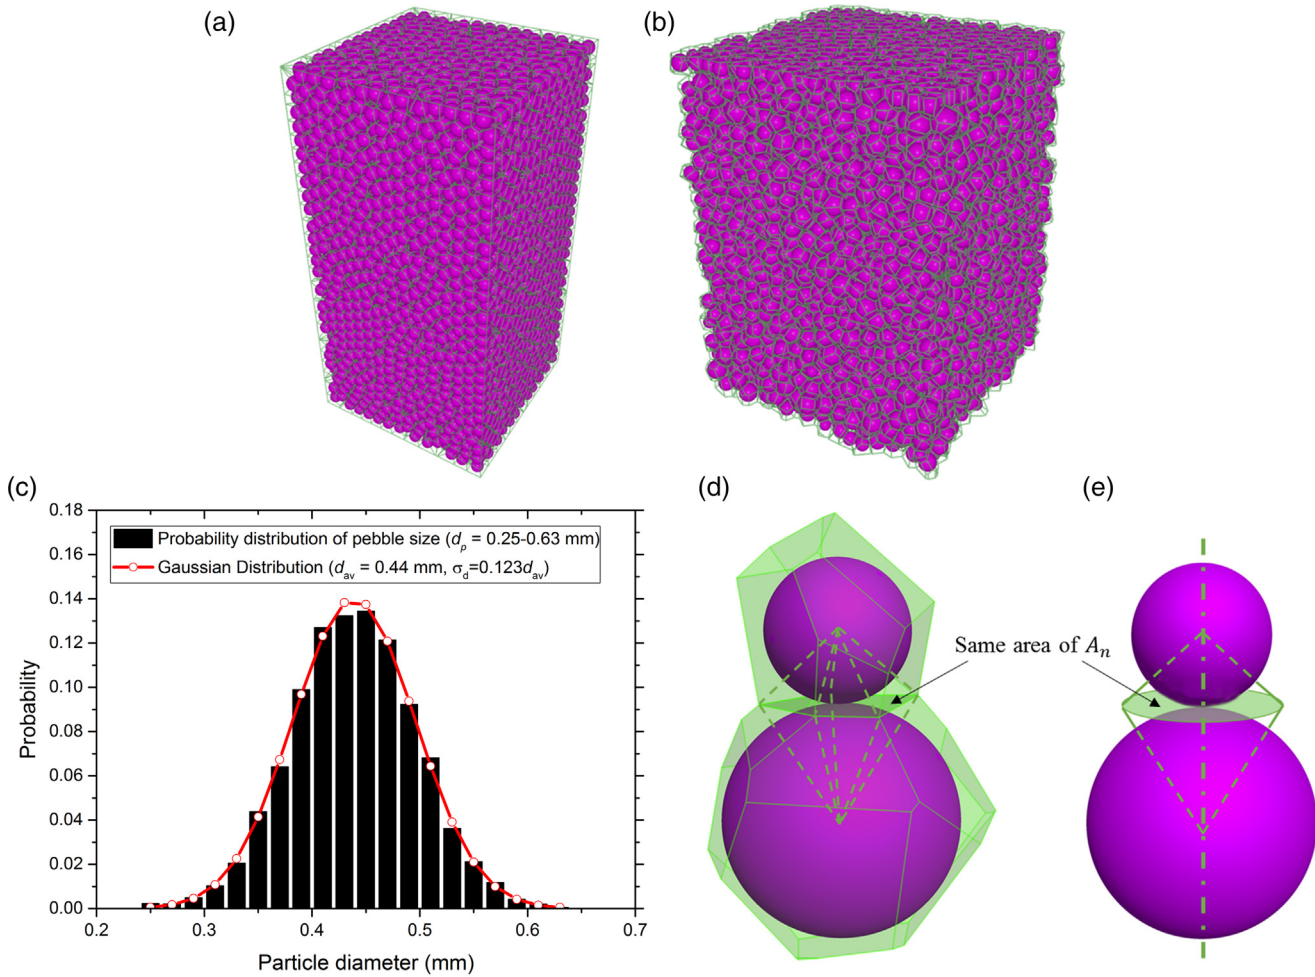 (a)
(b)
(c)
0.18
0.16
0.14
0.12
0.10
0.08
0.06
0.04
0.02
0.00
Probability
Probability distribution of pebble size (dp = 0.25-0.63 mm)
Gaussian Distribution (dav = 0.44 mm, σd=0.123dav)
0.2
0.3
0.4
0.5
0.6
0.7
Particle diameter (mm)
(d)
(e)
Same area of An